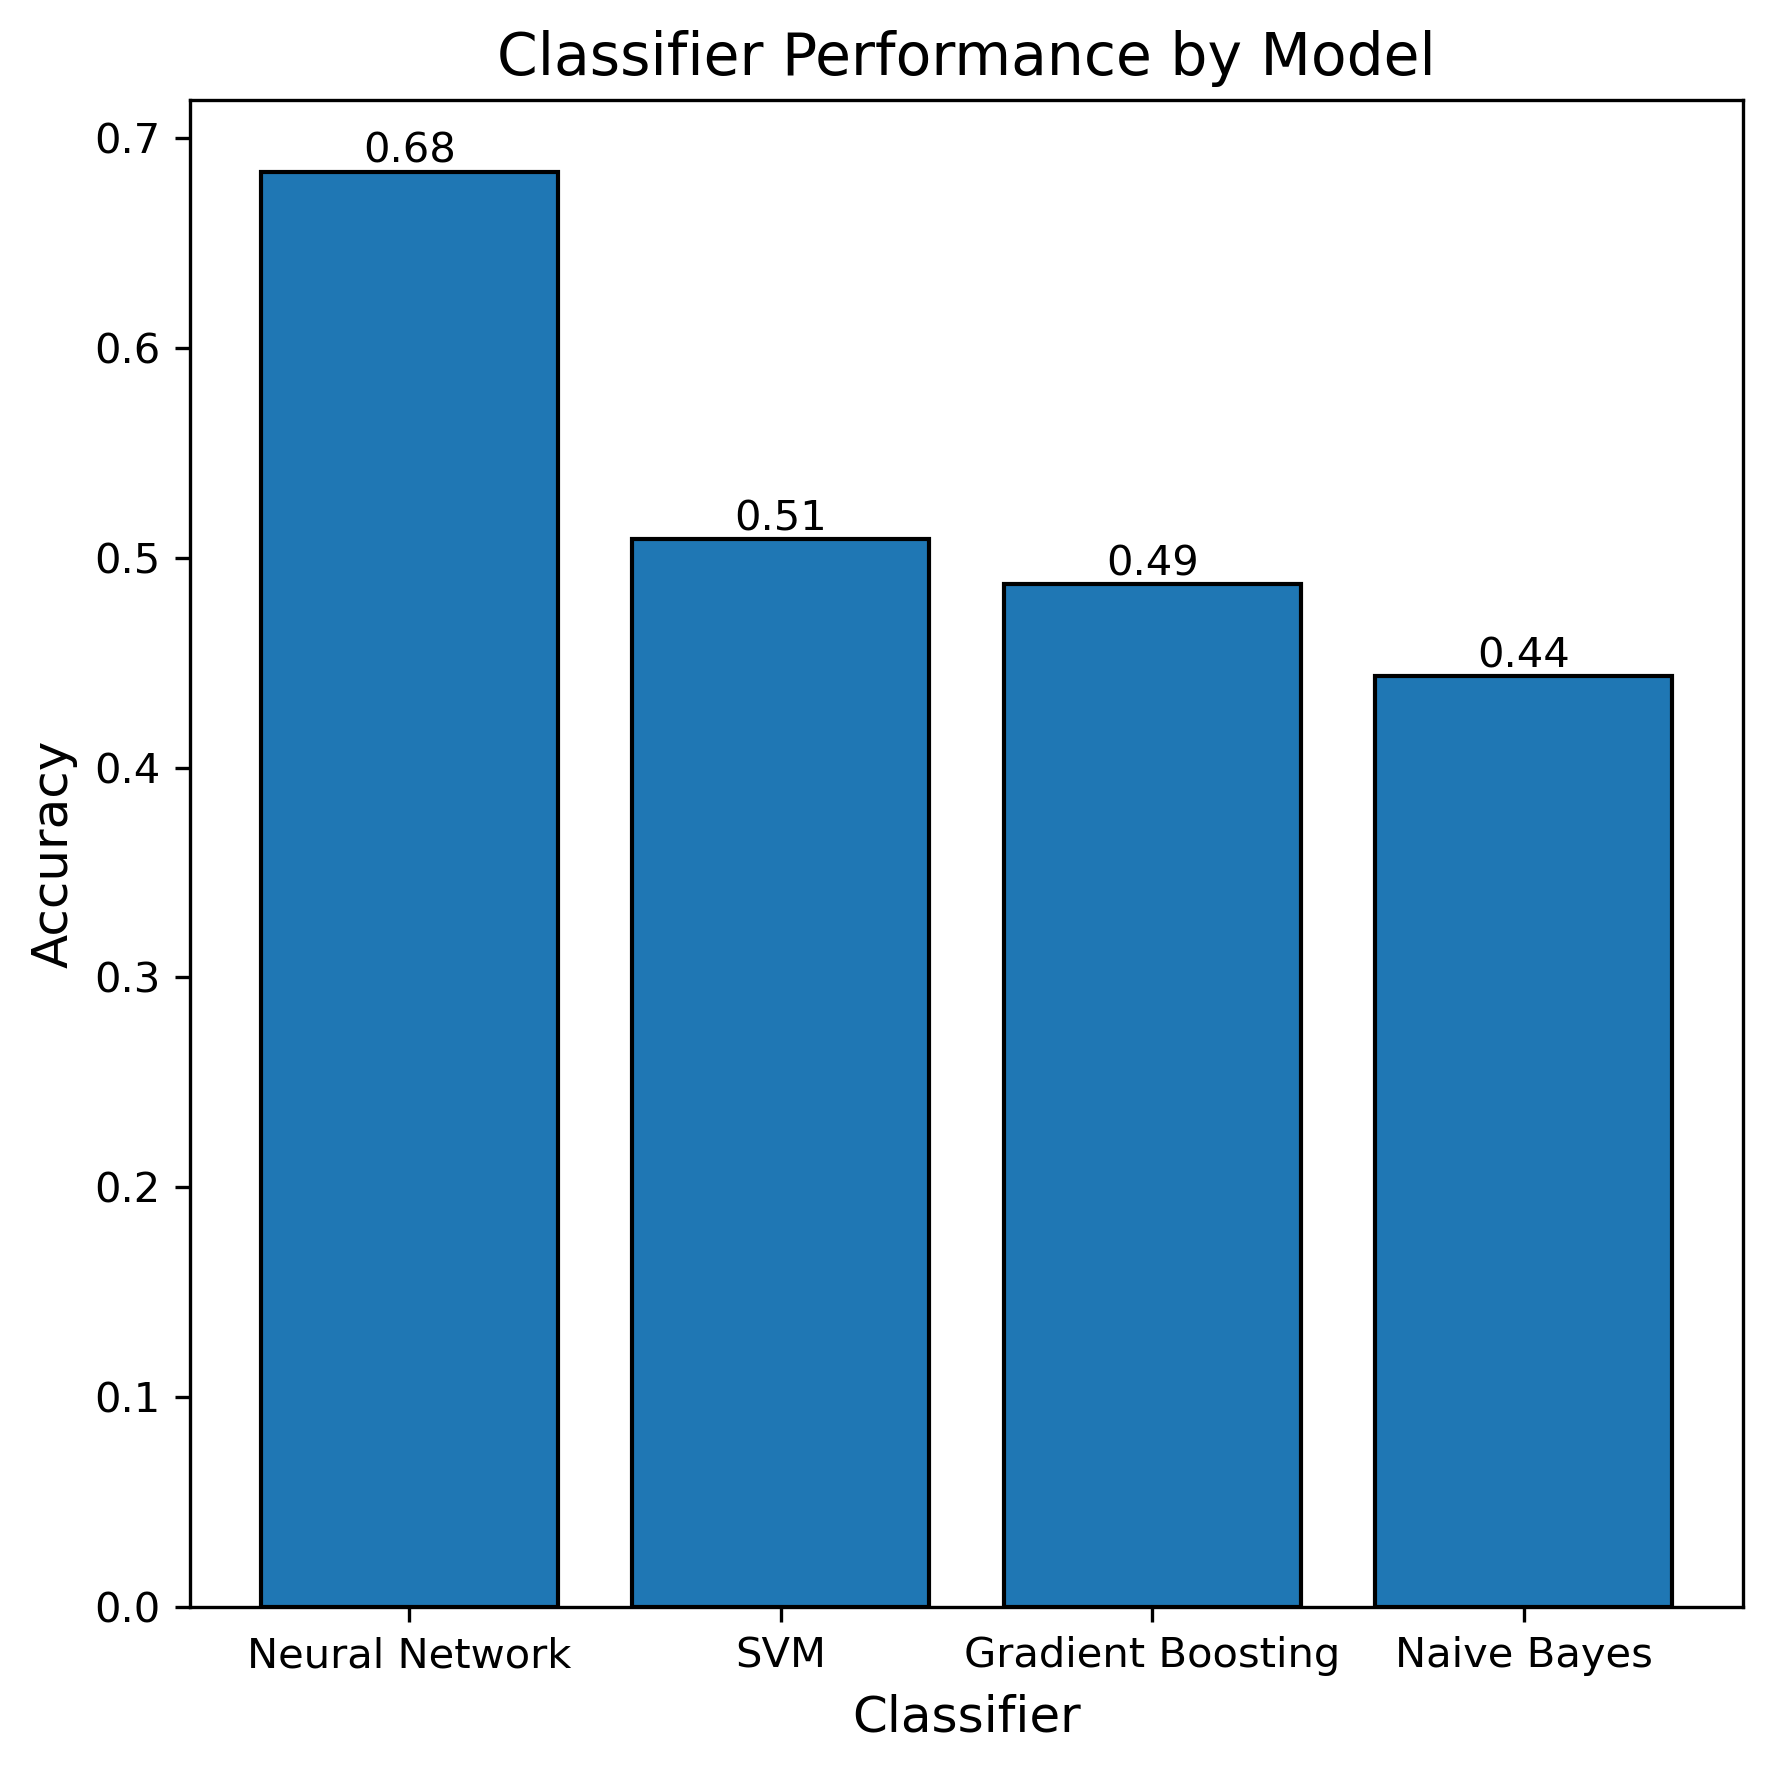 Classifier Performance by Model
0.7
0.6
0.5
0.4
0.3
0.2
0.1
0.0
Accuracy
0.68
0.51
0.49
0.44
Neural Network
SVM
Gradient Boosting
Naive Bayes
Classifier